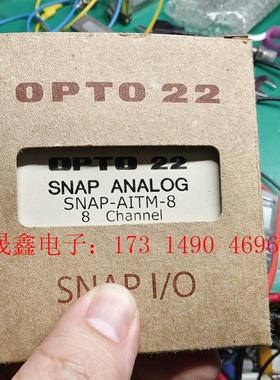 OPTO 22
OPTO 22
SNAP ANALOG
SNAP-AITM-8
8 Channel
晟鑫电子：173 1490 4696
SNAP I/O